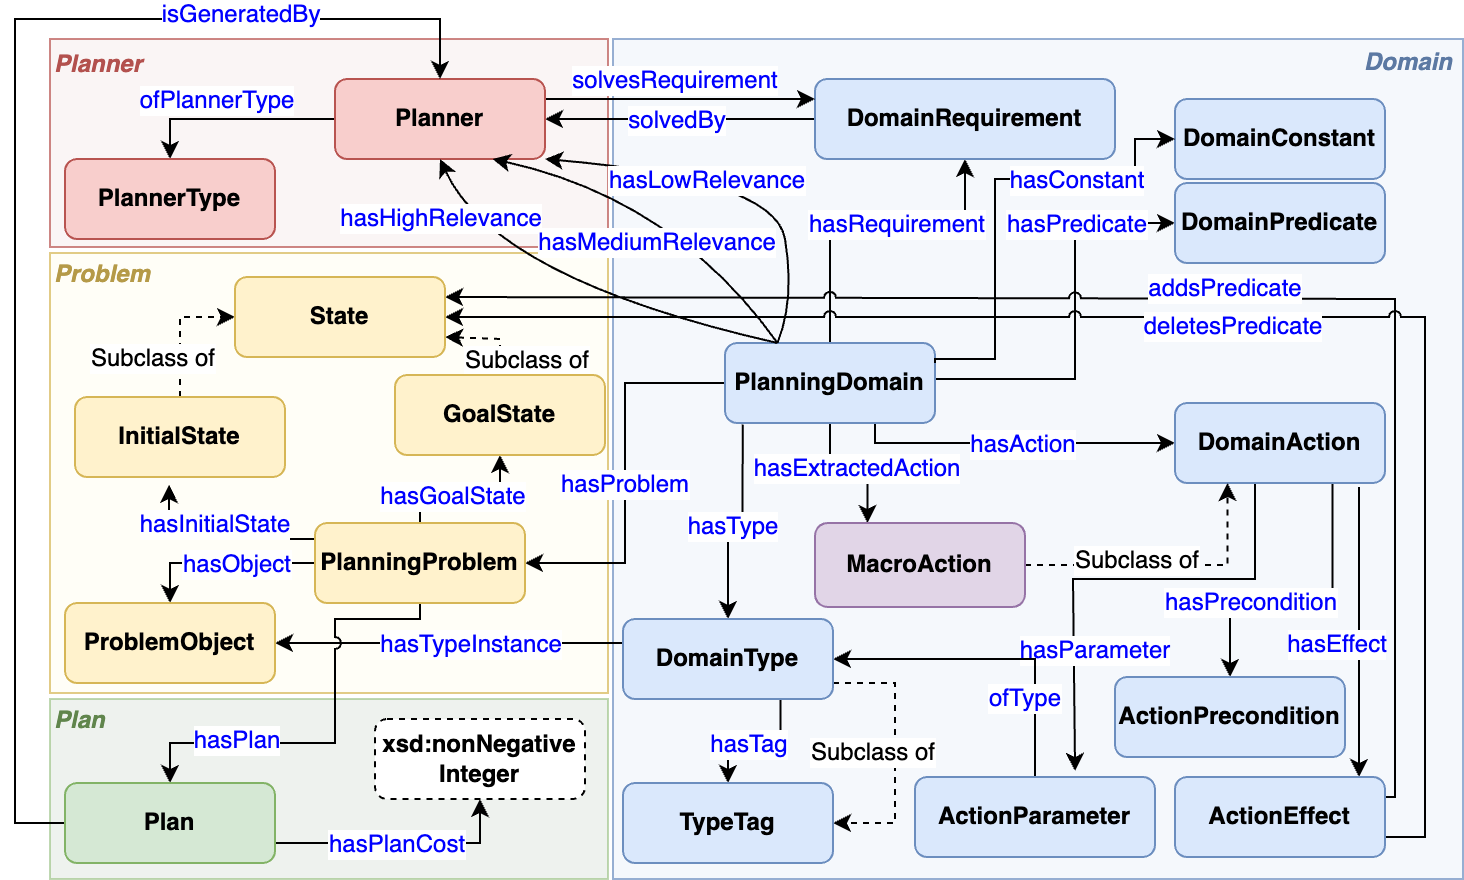 isGeneratedBy
Planner
Domain
ofPlannerType
Planner
solvesRequirement
solvedBy
DomainRequirement
DomainConstant
PlannerType
hasLowRelevance
hasConstant
hasHighRelevance
hasMediumRelevance
hasRequirement
hasPredicate
DomainPredicate
Problem
State
addsPredicate
deletesPredicate
Subclass of
Subclass of
PlanningDomain
InitialState
GoalState
hasAction
DomainAction
hasExtractedAction
hasProblem
hasGoalState
hasInitialState
hasType
hasObject
PlanningProblem
MacroAction
Subclass of
hasPrecondition
ProblemObject
hasTypeInstance
DomainType
hasParameter
hasEffect
ofType
ActionPrecondition
Plan
hasPlan
xsd:nonNegative
Integer
hasTag
Subclass of
Plan
hasPlanCost
TypeTag
ActionParameter
ActionEffect